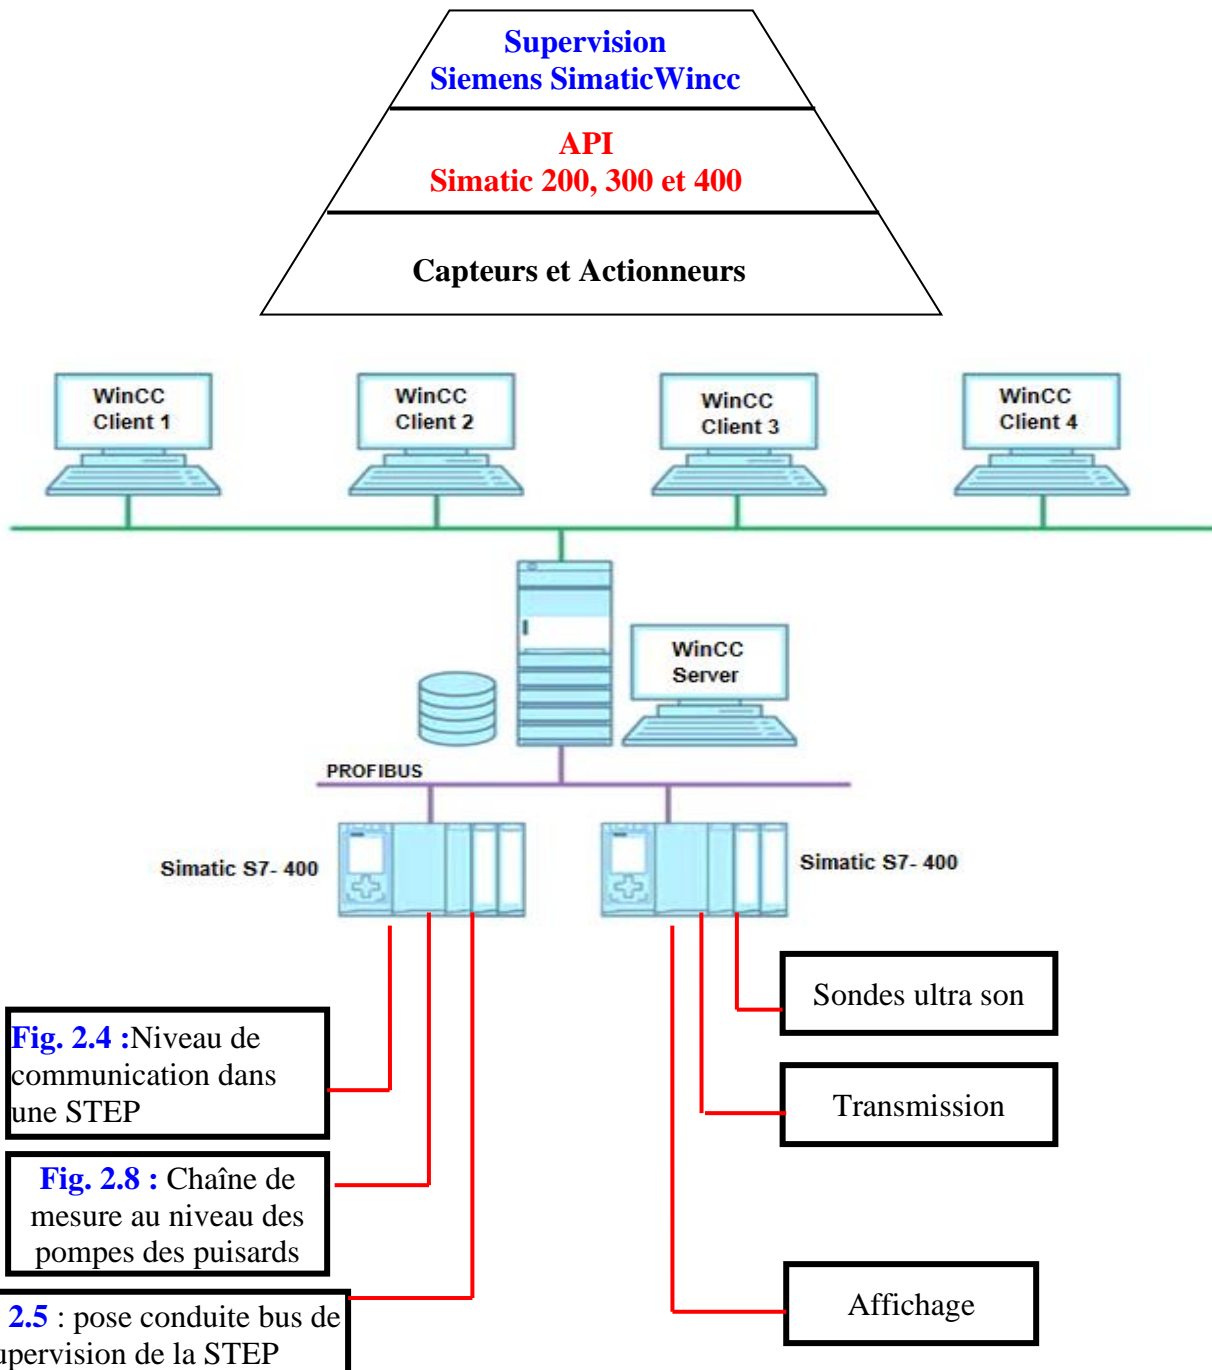 Supervision
Siemens SimaticWincc
API
Simatic 200, 300 et 400
Capteurs et Actionneurs
WinCC
Client 1
WinCC
Client 2
WinCC
Client 3
WinCC
Client 4
WinCC
Server
PROFIBUS
Simatic S7- 400
Simatic S7- 400
Sondes ultra son
Fig. 2.4 :Niveau de
communication dans
une STEP
Transmission
Fig. 2.8 : Chaîne de
mesure au niveau des
pompes des puisards
Affichage
2.5 : pose conduite bus de
upervision de la STEP